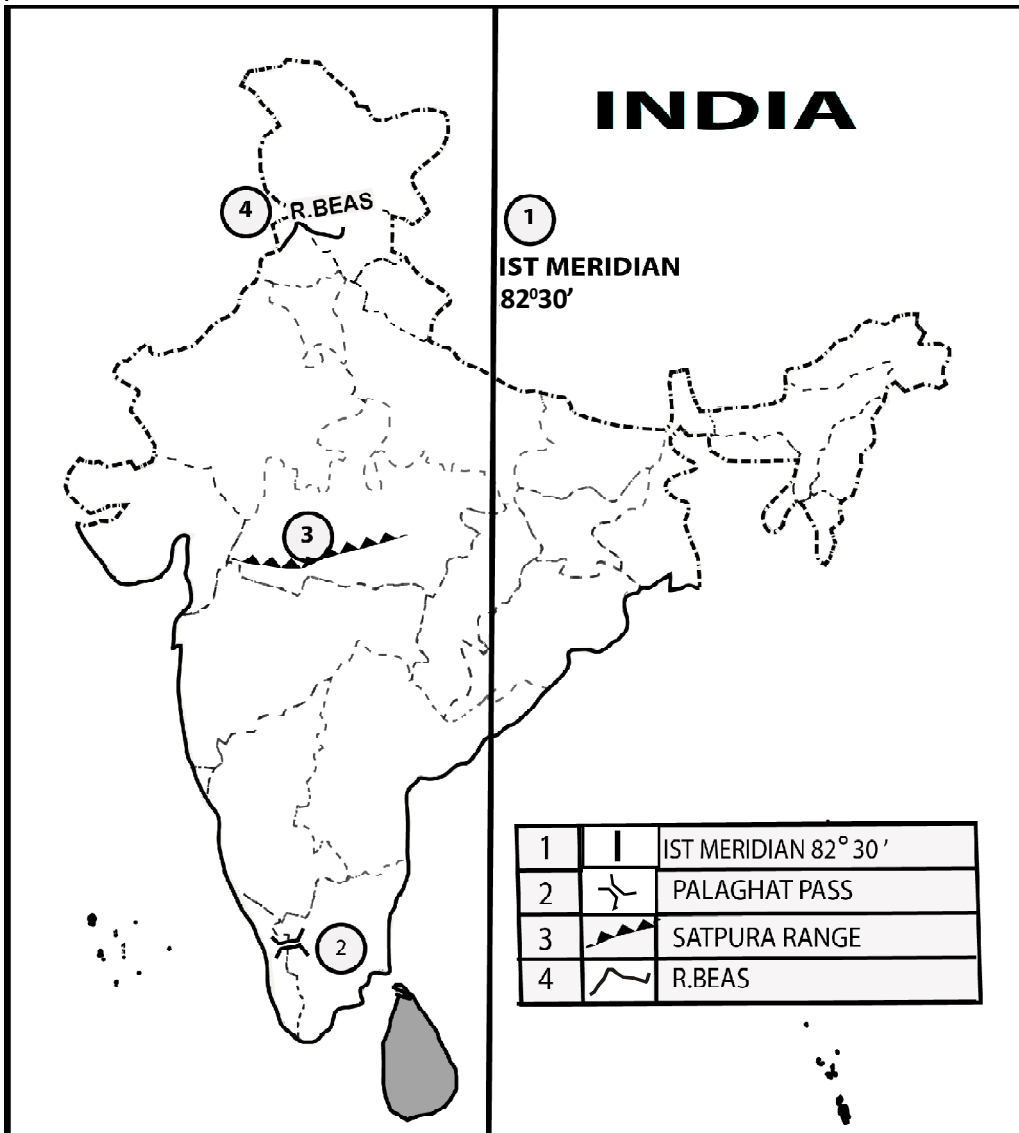 INDIA
4
R.BEAS
1
IST MERIDIAN
82⁰30′
3
2
1 IST MERIDIAN 82° 30 ′
2 PALAGHAT PASS
3 SATPURA RANGE
4 R.BEAS